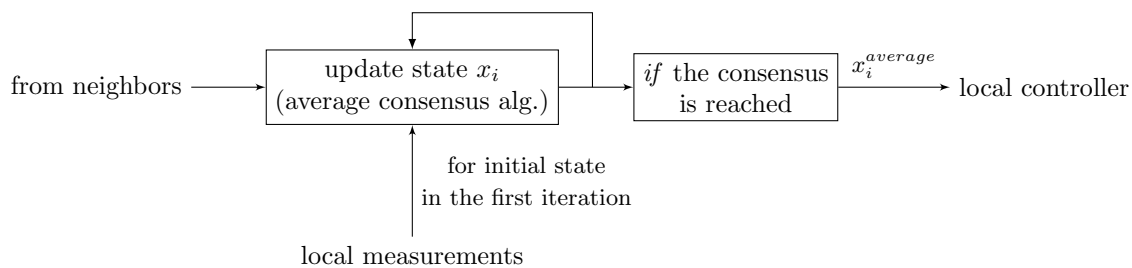 from neighbors
update state x_i
(average consensus alg.)
if the consensus
is reached
x_i^{average}
local controller
for initial state
in the first iteration
local measurements